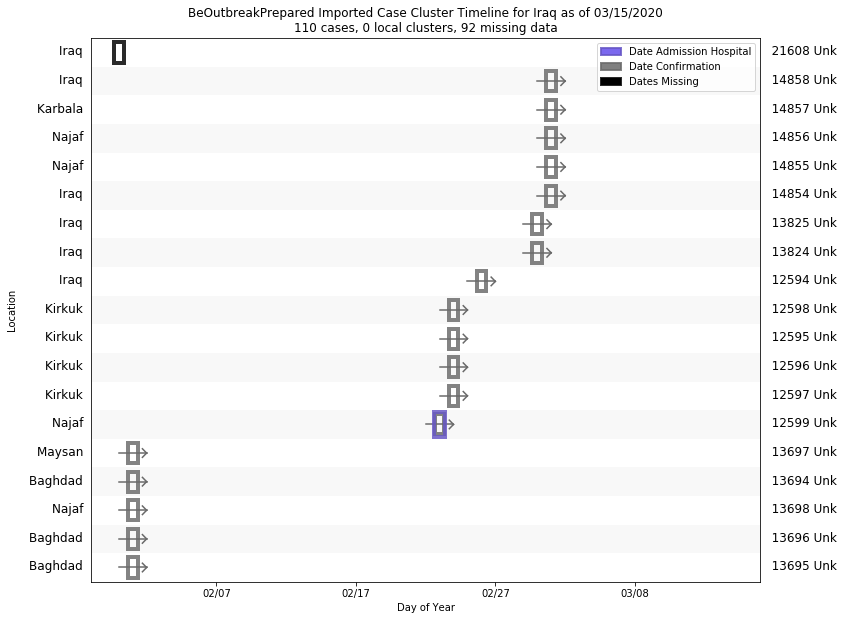 BeOutbreakPrepared Imported Case Cluster Timeline for Iraq as of 03/15/2020
110 cases, 0 local clusters, 92 missing data
Date Admission Hospital
Date Confirmation
Dates Missing
Iraq 21608 Unk
Iraq 14858 Unk
Karbala 14857 Unk
Najaf 14856 Unk
Najaf 14855 Unk
Iraq 14854 Unk
Iraq 13825 Unk
Iraq 13824 Unk
Iraq 12594 Unk
Kirkuk 12598 Unk
Kirkuk 12595 Unk
Kirkuk 12596 Unk
Kirkuk 12597 Unk
Najaf 12599 Unk
Maysan 13697 Unk
Baghdad 13694 Unk
Najaf 13698 Unk
Baghdad 13696 Unk
Baghdad 13695 Unk
Location
02/07 02/17 02/27 03/08
Day of Year